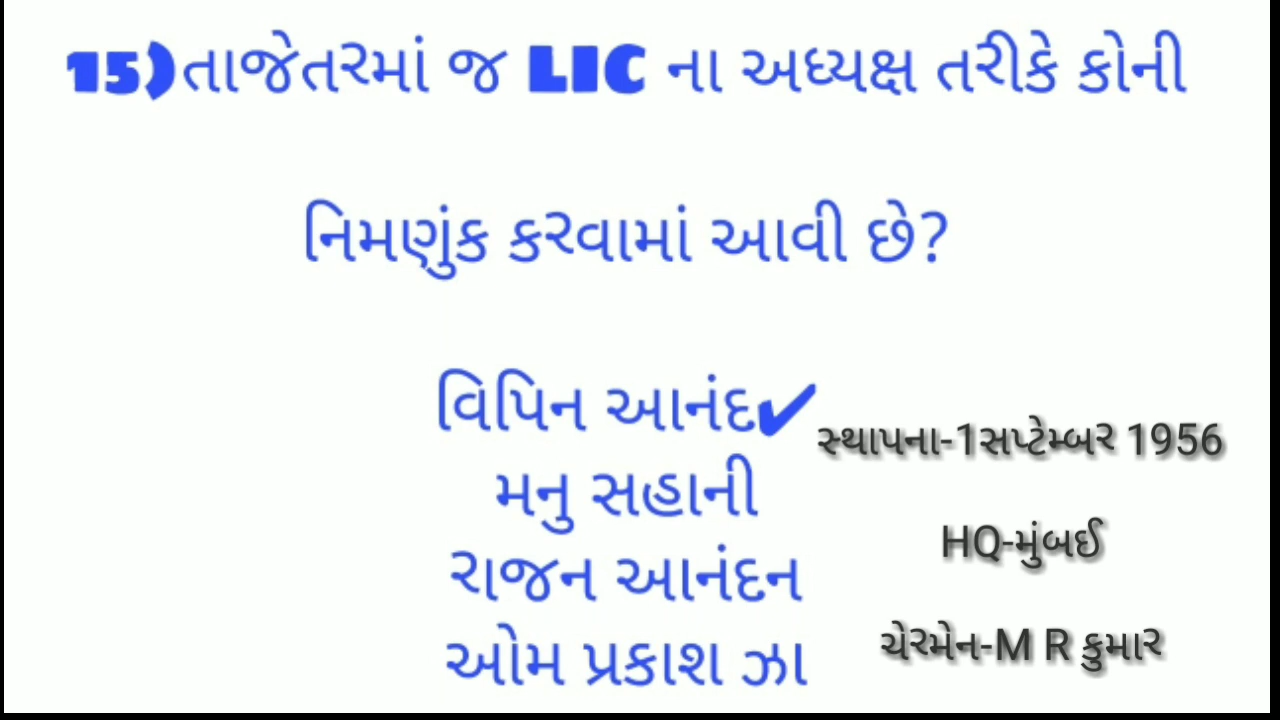 15)તાજેતરમાં જ LIC ના અધ્યક્ષ તરીકે કોની
નિમણુંક કરવામાં આવી છે?
વિપિન આનંદ✔
મનુ સહાની
રાજન આનંદન
ઓમ પ્રકાશ ઝા
સ્થાપના-1સપ્ટેમ્બર 1956
HQ-મુંબઈ
ચેરમેન-M R કુમાર